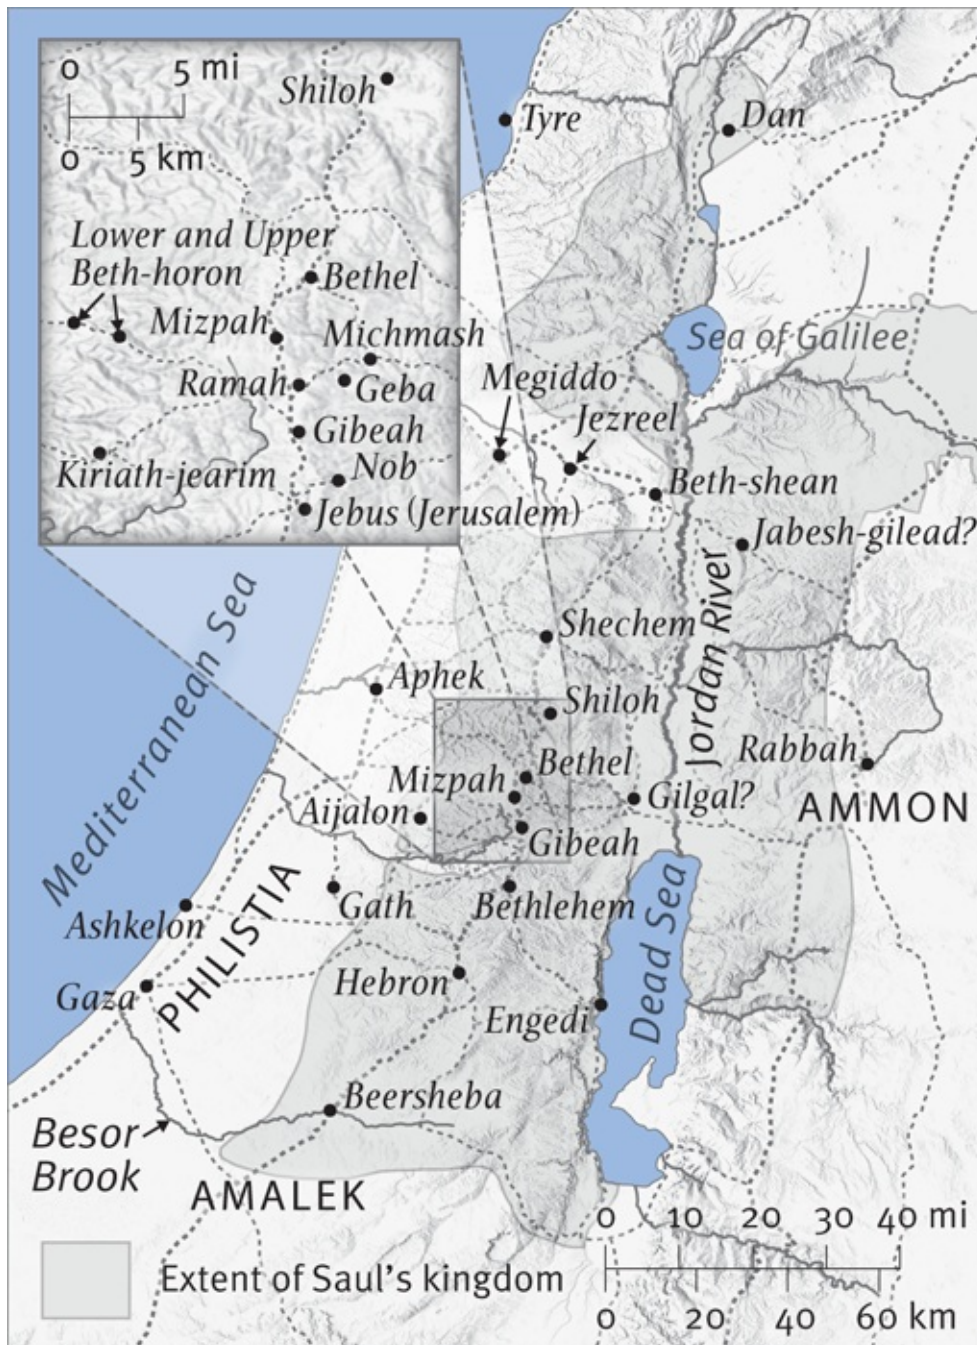 0 5 mi
0 5 km
Shiloh
Lower and Upper
Beth-horon
Bethel
Mizpah
Michmash
Ramah
Geba
Gibeah
Kiriath-jearim
Nob
Jebus (Jerusalem)
Tyre
Dan
Sea of Galilee
Megiddo
Jezreel
Beth-shean
Jabesh-gilead?
Mediterranean Sea
Jordan River
Shechem
Aphek
Shiloh
Rabbah
Bethel
Mizpah
Gilgal?
AMMON
Aijalon
Gibeah
PHILISTIA
Gath
Bethlehem
Dead Sea
Ashkelon
Gaza
Hebron
Engedi
Beersheba
Besor
Brook
AMALEK
0 10 20 30 40 mi
0 20 40 60 km
Extent of Saul's kingdom